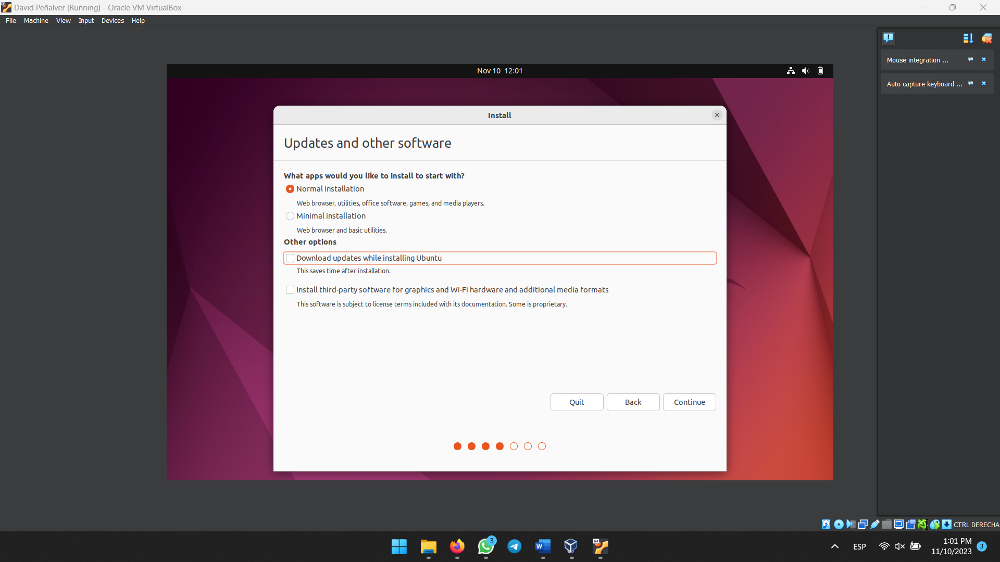 David Peñalver [Running] - Oracle VM VirtualBox
File Machine View Input Devices Help
Mouse integration ...
Auto capture keyboard ...
Nov 10 12:01
Install
Updates and other software
What apps would you like to install to start with?
Normal installation
Web browser, utilities, office software, games, and media players.
Minimal installation
Web browser and basic utilities.
Other options
Download updates while installing Ubuntu
This saves time after installation.
Install third-party software for graphics and Wi-Fi hardware and additional media formats
This software is subject to license terms included with its documentation. Some is proprietary.
Quit Back Continue
CTRL DERECHA
3
W
64
ESP
1:01 PM
11/10/2023
3